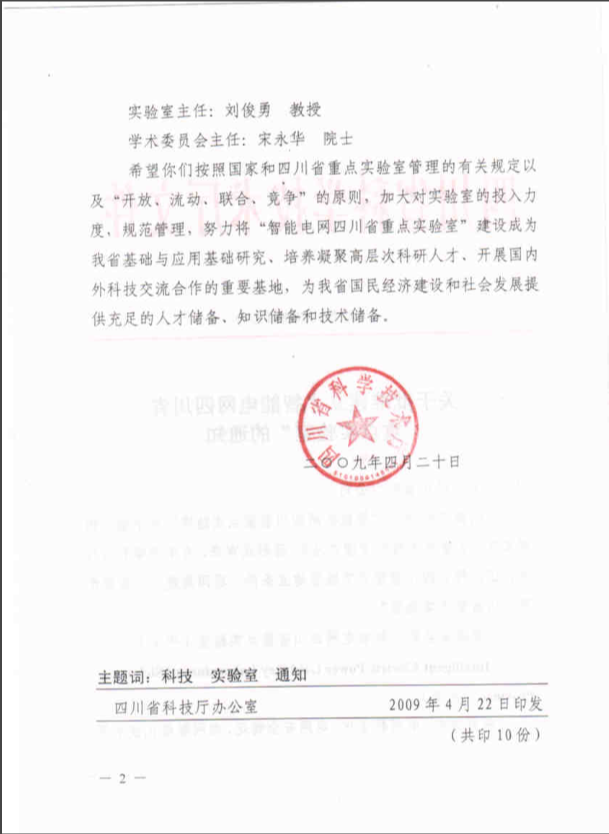 实验室主任：刘俊勇　教授
学术委员会主任：宋永华　院士
希望你们按照国家和四川省重点实验室管理的有关规定以
及“开放、流动、联合、竞争”的原则，加大对实验室的投入力
度，规范管理，努力将“智能电网四川省重点实验室”建设成为
我省基础与应用基础研究、培养凝聚高层次科研人才、开展国内
外科技交流合作的重要基地，为我省国民经济建设和社会发展提
供充足的人才储备、知识储备和技术储备。
四川省科学技术厅
二〇〇九年四月二十日
主题词：科技　实验室　通知
四川省科技厅办公室　2009年4月22日印发
（共印10份）
— 2 —